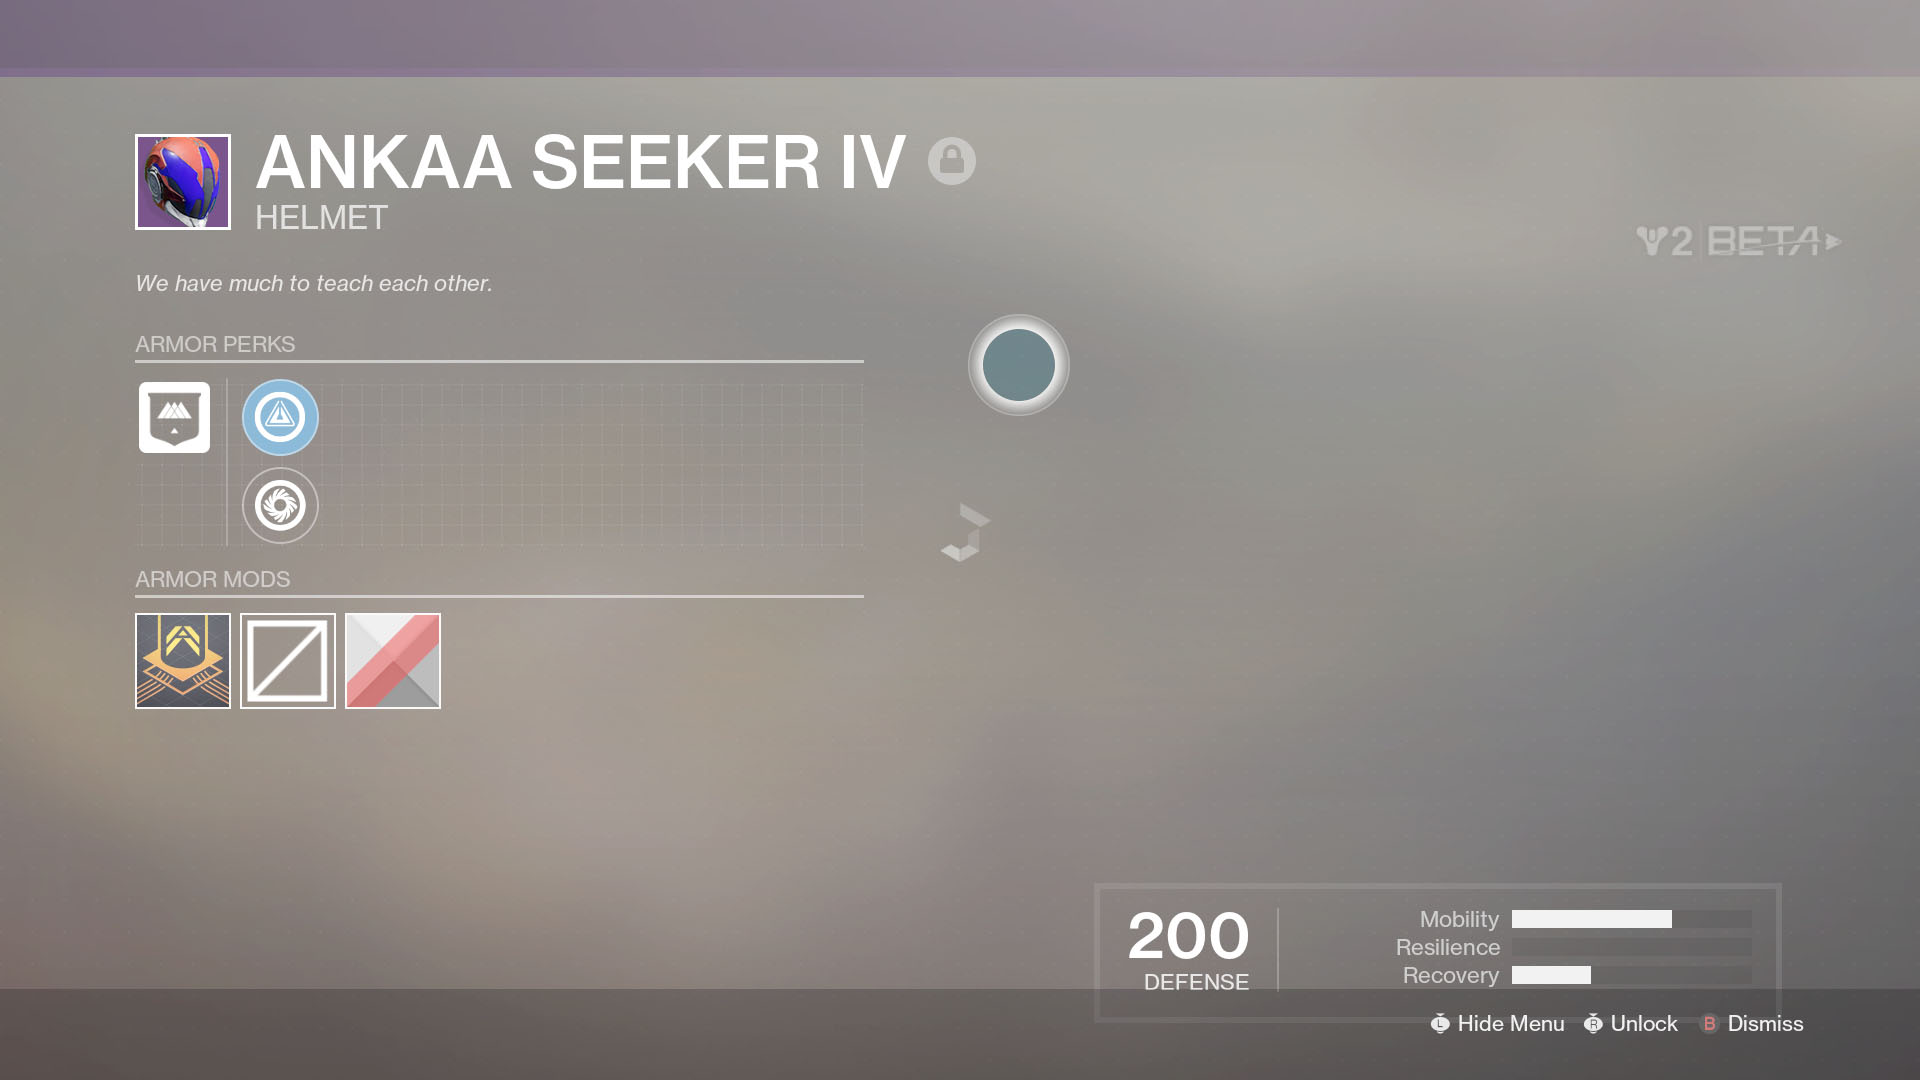 ANKAA SEEKER IV
HELMET
We have much to teach each other.
2 BETA
ARMOR PERKS
ARMOR MODS
200
DEFENSE
Mobility
Resilience
Recovery
L Hide Menu R Unlock B Dismiss